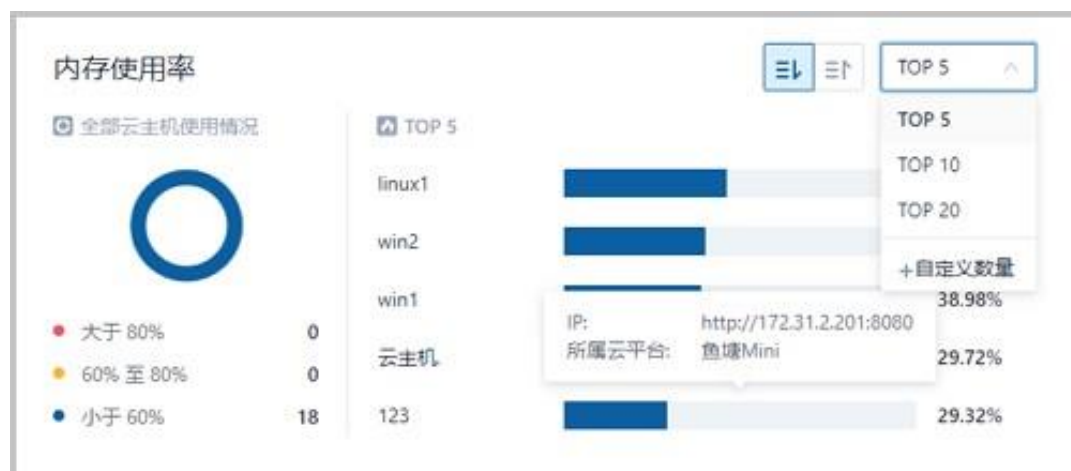 内存使用率
TOP 5
全部云主机使用情况
TOP 5
TOP 5
TOP 10
TOP 20
+自定义数量
linux1
win2
win1
38.98%
IP: http://172.31.2.201:8080
所属云平台: 鱼塘Mini
云主机
29.72%
123
29.32%
大于 80% 0
60% 至 80% 0
小于 60% 18